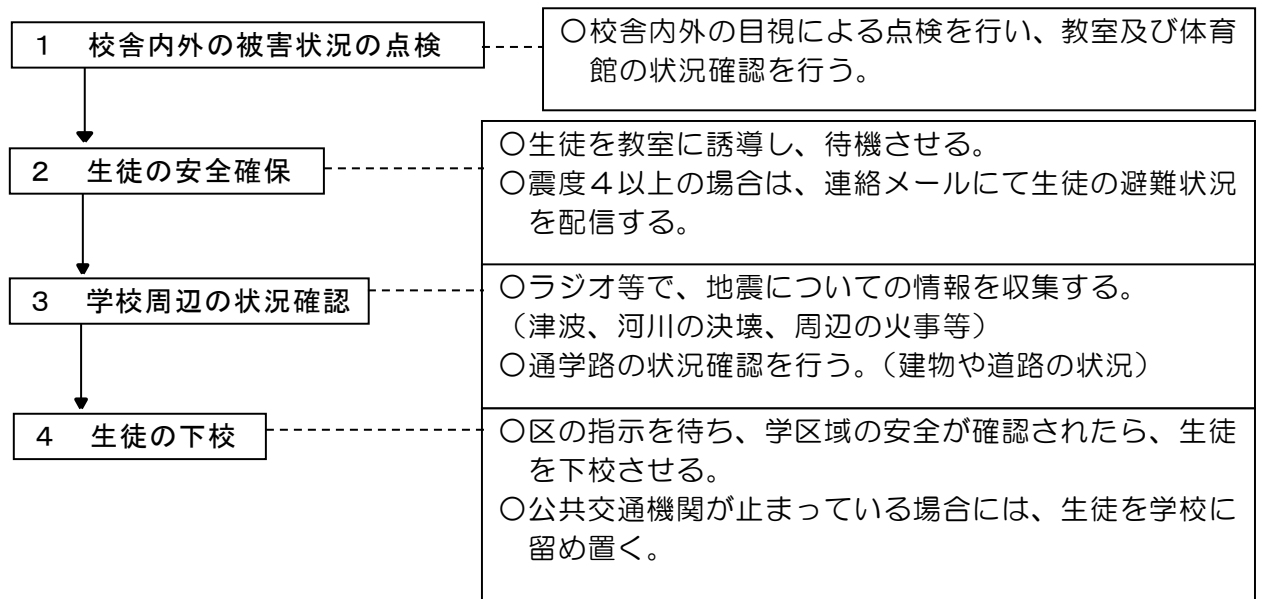 1 校舎内外の被害状況の点検
〇校舎内外の目視による点検を行い、教室及び体育
館の状況確認を行う。
2 生徒の安全確保
〇生徒を教室に誘導し、待機させる。
〇震度4以上の場合は、連絡メールにて生徒の避難状況
を配信する。
3 学校周辺の状況確認
〇ラジオ等で、地震についての情報を収集する。
（津波、河川の決壊、周辺の火事等）
〇通学路の状況確認を行う。（建物や道路の状況）
4 生徒の下校
〇区の指示を待ち、学区域の安全が確認されたら、生徒
を下校させる。
〇公共交通機関が止まっている場合には、生徒を学校に
留め置く。